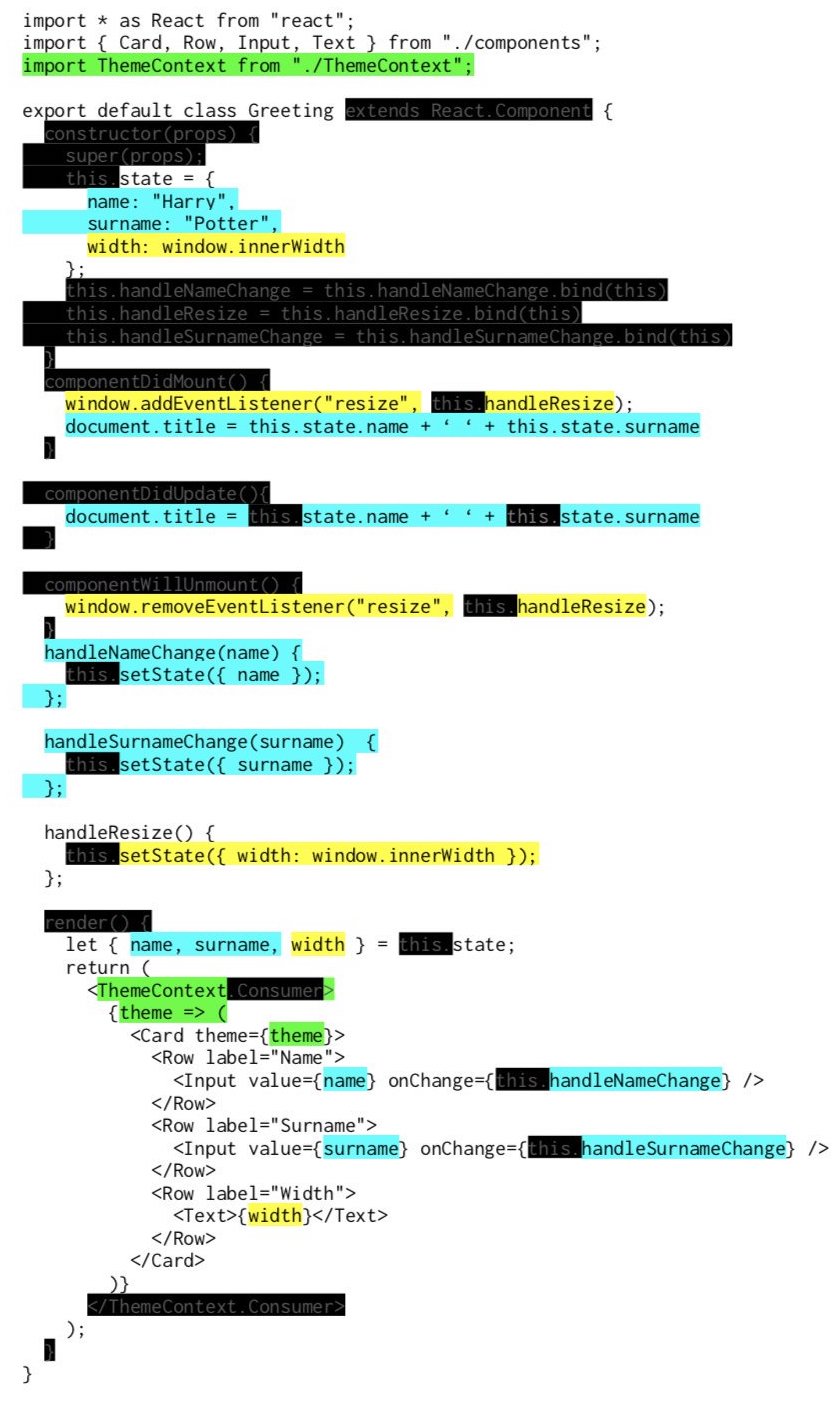 import * as React from "react";
import { Card, Row, Input, Text } from "./components";
import ThemeContext from "./ThemeContext";
export default class Greeting extends React.Component {
constructor(props) {
super(props);
this.state = {
name: "Harry",
surname: "Potter",
width: window.innerWidth
};
this.handleNameChange = this.handleNameChange.bind(this)
this.handleResize = this.handleResize.bind(this)
this.handleSurnameChange = this.handleSurnameChange.bind(this)
}
componentDidMount() {
window.addEventListener("resize", this.handleResize);
document.title = this.state.name + ‘ ‘ + this.state.surname
}
componentDidUpdate(){
document.title = this.state.name + ‘ ‘ + this.state.surname
}
componentWillUnmount() {
window.removeEventListener("resize", this.handleResize);
}
handleNameChange(name) {
this.setState({ name });
};
handleSurnameChange(surname)  {
this.setState({ surname });
};
handleResize() {
this.setState({ width: window.innerWidth });
};
render() {
let { name, surname, width } = this.state;
return (
<ThemeContext.Consumer>
{theme => (
<Card theme={theme}>
<Row label="Name">
<Input value={name} onChange={this.handleNameChange} />
</Row>
<Row label="Surname">
<Input value={surname} onChange={this.handleSurnameChange} />
</Row>
<Row label="Width">
<Text>{width}</Text>
</Row>
</Card>
)}
</ThemeContext.Consumer>
);
}
}